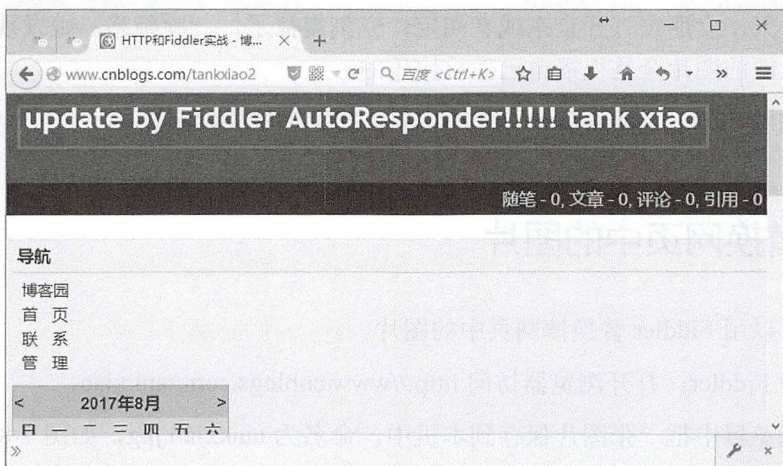 HTTP和Fiddler实战 - 博...
www.cnblogs.com/tankxiao2
百度 <Ctrl+K>
update by Fiddler AutoResponder!!!!! tank xiao
随笔 - 0, 文章 - 0, 评论 - 0, 引用 - 0
导航
博客园
首 页
联 系
管 理
< 2017年8月 >
日 一 二 三 四 五 六